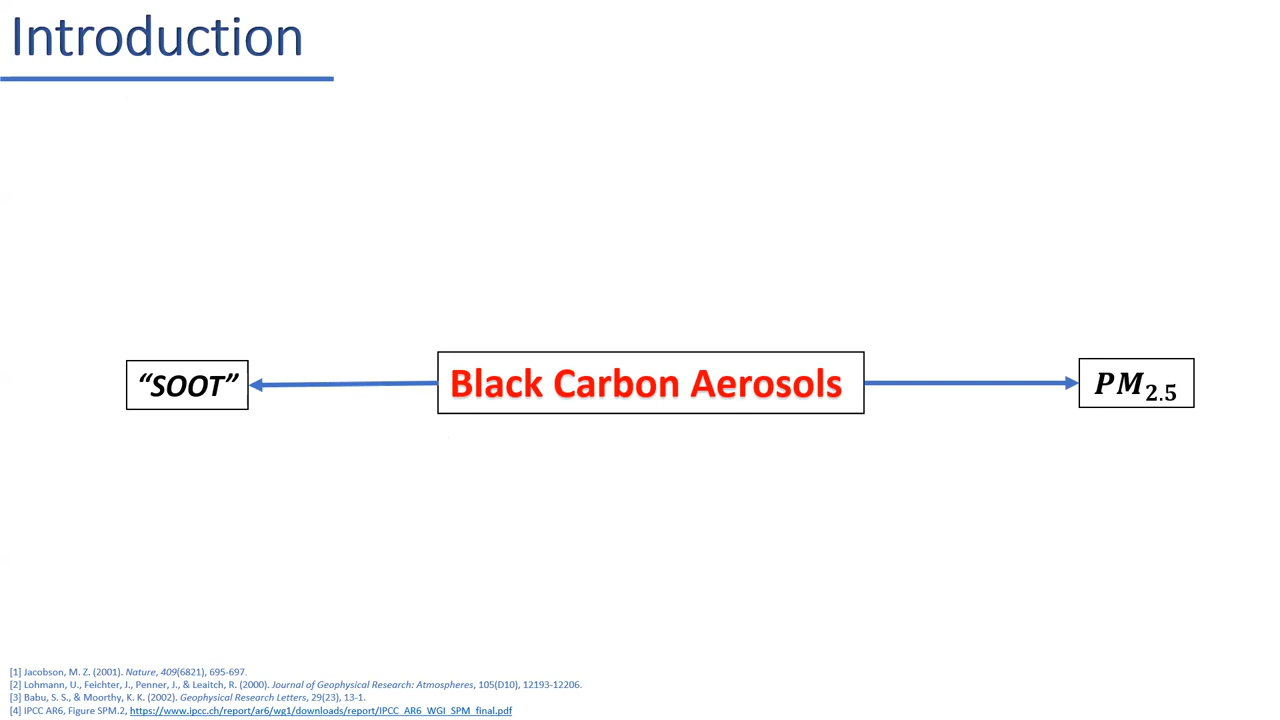 Introduction
“SOOT”
Black Carbon Aerosols
PM2.5
[1] Jacobson, M. Z. (2001). Nature, 409(6821), 695-697.
[2] Lohmann, U., Feichter, J., Penner, J., & Leaitch, R. (2000). Journal of Geophysical Research: Atmospheres, 105(D10), 12193-12206.
[3] Babu, S. S., & Moorthy, K. K. (2002). Geophysical Research Letters, 29(23), 13-1.
[4] IPCC AR6, Figure SPM.2, https://www.ipcc.ch/report/ar6/wg1/downloads/report/IPCC_AR6_WGI_SPM_final.pdf